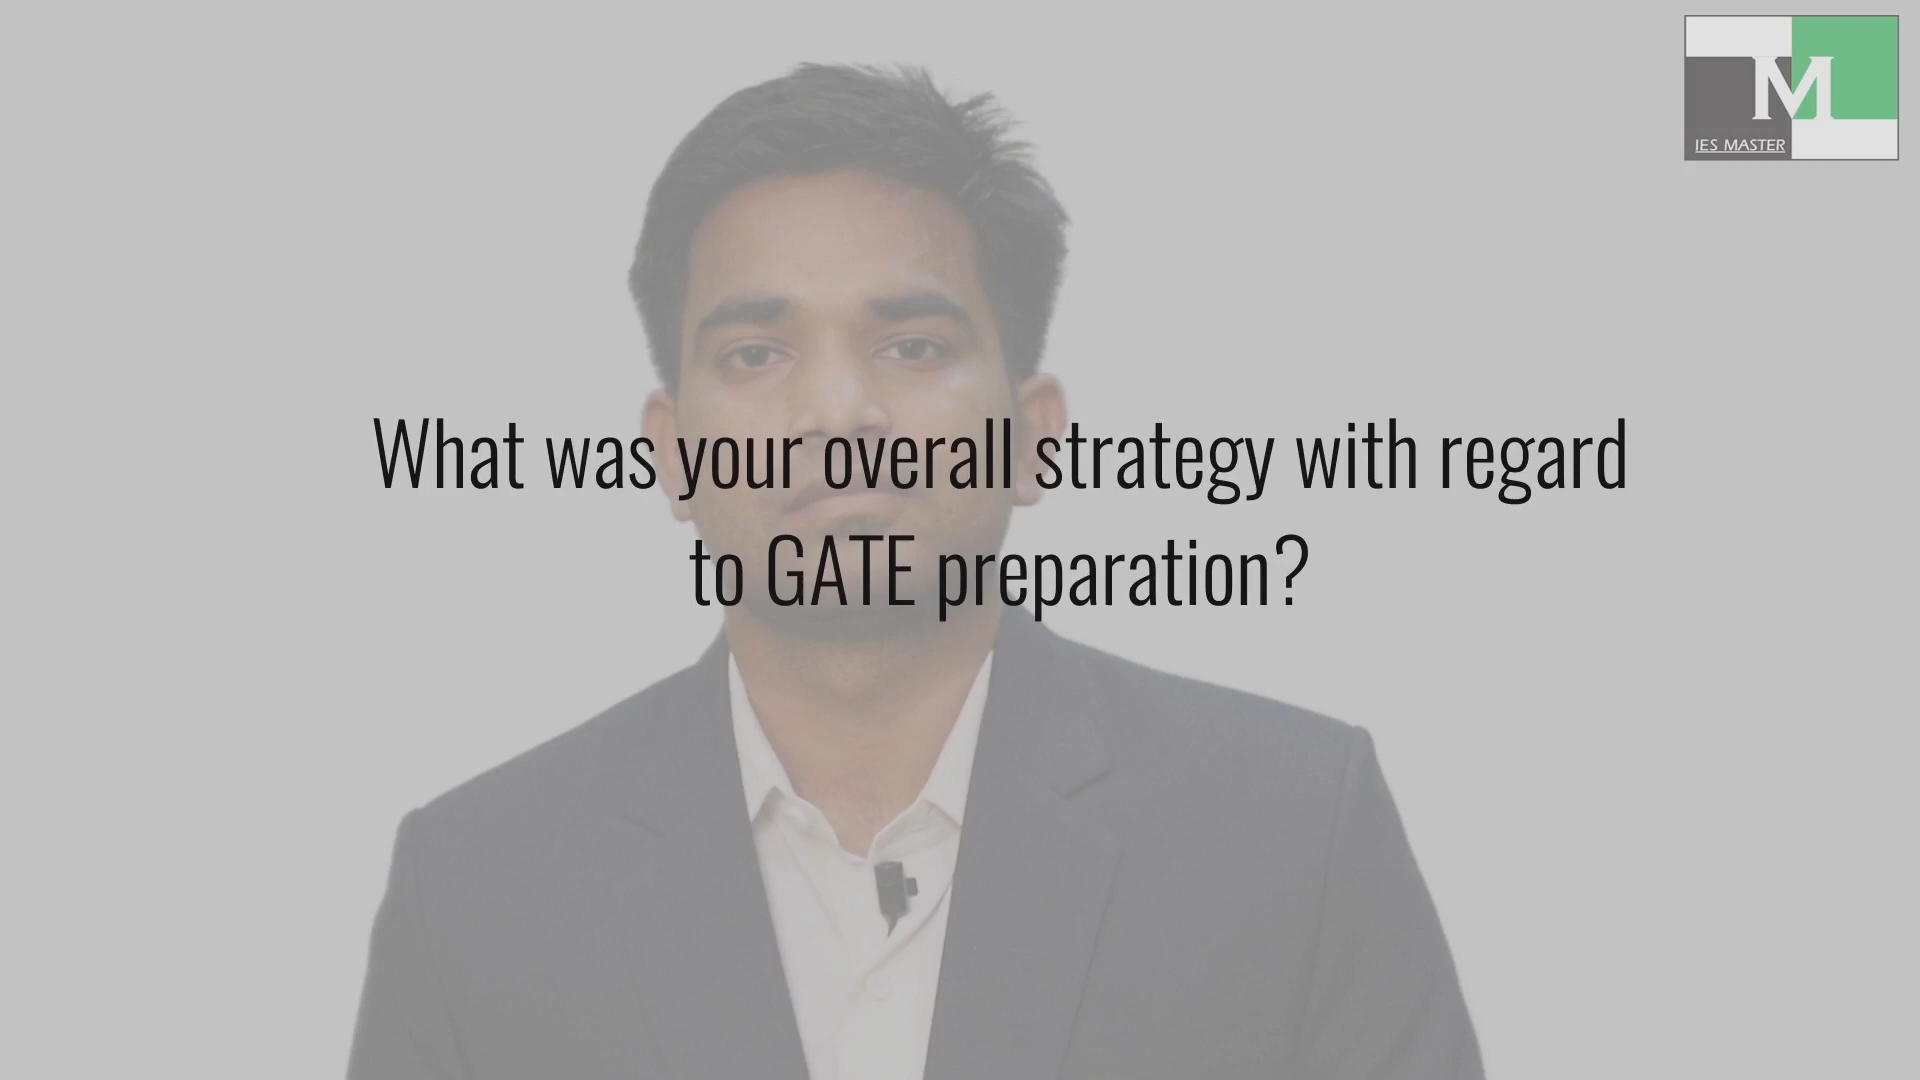 M
IES MASTER
What was your overall strategy with regard
to GATE preparation?